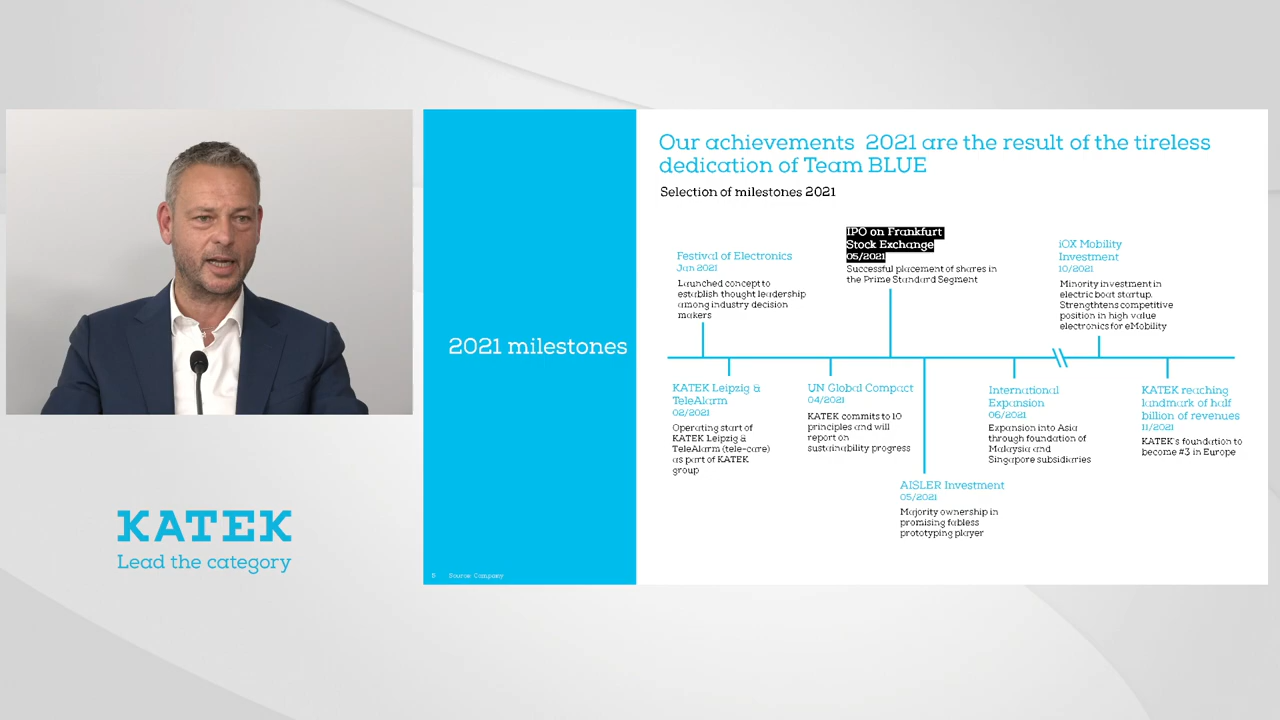 KATEK
Lead the category
2021 milestones
5 Source: Company
Our achievements 2021 are the result of the tireless
dedication of Team BLUE
Selection of milestones 2021
Festival of Electronics
Jan 2021
Launched concept to
establish thought leadership
among industry decision
makers
IPO on Frankfurt
Stock Exchange
05/2021
Successful placement of shares in
the Prime Standard Segment
iOX Mobility
Investment
10/2021
Minority investment in
electric boat startup.
Strengthens competitive
position in high value
electronics for eMobility
KATEK Leipzig &
TeleAlarm
02/2021
Operating start of
KATEK Leipzig &
TeleAlarm (tele-care)
as part of KATEK
group
UN Global Compact
04/2021
KATEK commits to 10
principles and will
report on
sustainability progress
AISLER Investment
05/2021
Majority ownership in
promising fabless
prototyping player
International
Expansion
06/2021
Expansion into Asia
through foundation of
Malaysia and
Singapore subsidiaries
KATEK reaching
landmark of half
billion of revenues
11/2021
KATEK's foundation to
become #3 in Europe